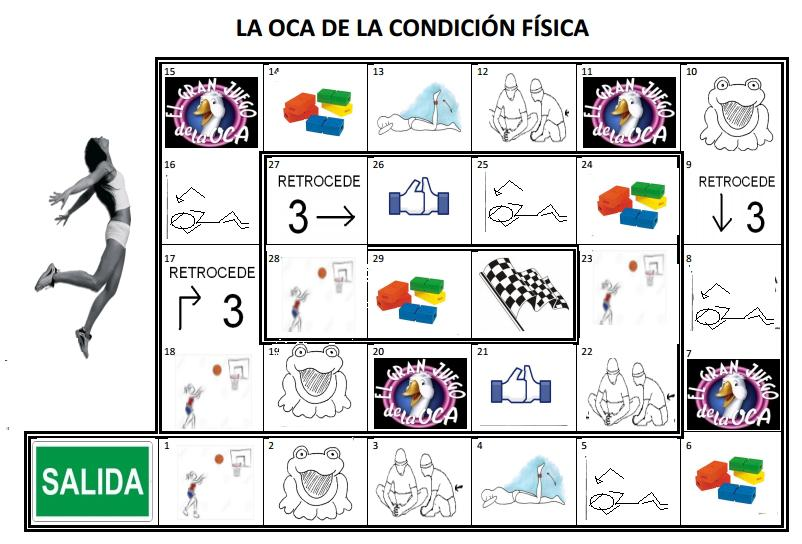 LA OCA DE LA CONDICIÓN FÍSICA
15
EL GRAN JUEGO
de la OCA
14
13
12
11
EL GRAN JUEGO
de la OCA
10
16
27
RETROCEDE
3
26
25
24
9
RETROCEDE
3
17
RETROCEDE
3
28
29
23
8
18
19
20
EL GRAN JUEGO
de la OCA
21
22
7
EL GRAN JUEGO
de la OCA
SALIDA
1
2
3
4
5
6